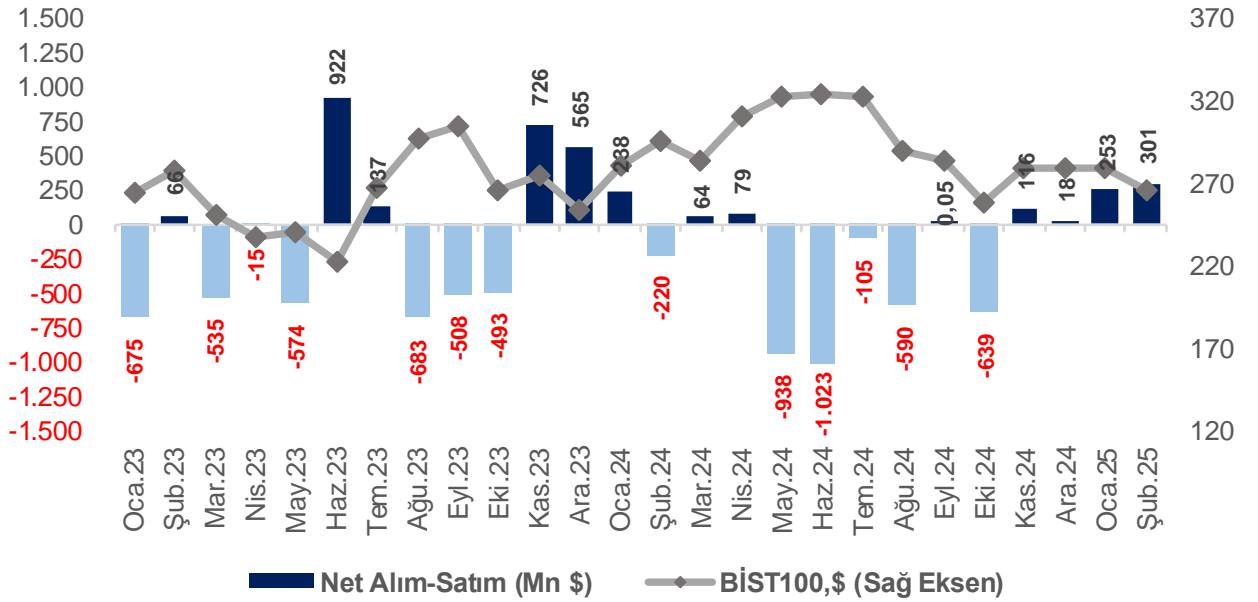 1.500
1.250
1.000
750
500
250
0
-250
-500
-750
-1.000
-1.250
-1.500
370
320
270
220
170
120
-675
66
-535
-15
-574
922
137
-683
-508
-493
726
565
238
-220
64
79
-938
-1.023
-105
-590
0,05
-639
116
18
253
301
Oca.23
Şub.23
Mar.23
Nis.23
May.23
Haz.23
Tem.23
Ağu.23
Eyl.23
Eki.23
Kas.23
Ara.23
Oca.24
Şub.24
Mar.24
Nis.24
May.24
Haz.24
Tem.24
Ağu.24
Eyl.24
Eki.24
Kas.24
Ara.24
Oca.25
Şub.25
Net Alım-Satım (Mn $)
BİST100,$ (Sağ Eksen)